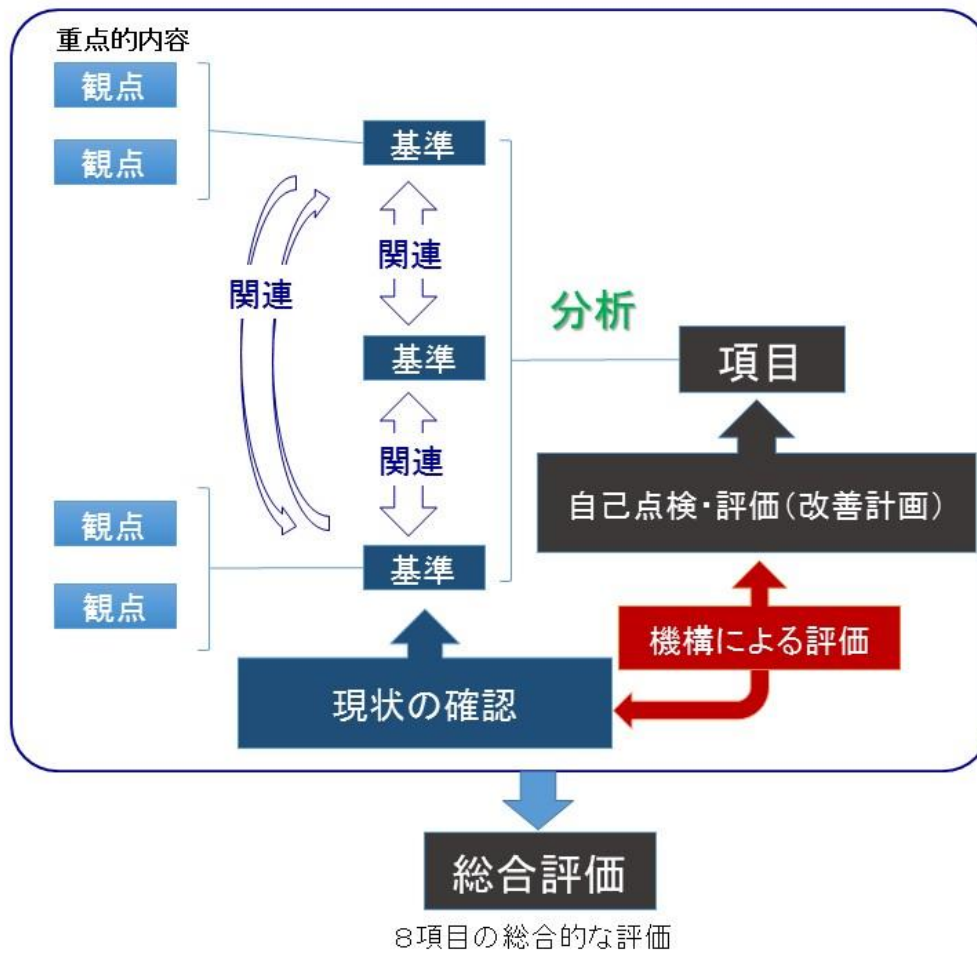 重点的内容
観点
観点
基準
関連
関連
分析
基準
項目
関連
自己点検・評価(改善計画)
観点
観点
基準
機構による評価
現状の確認
総合評価
8項目の総合的な評価